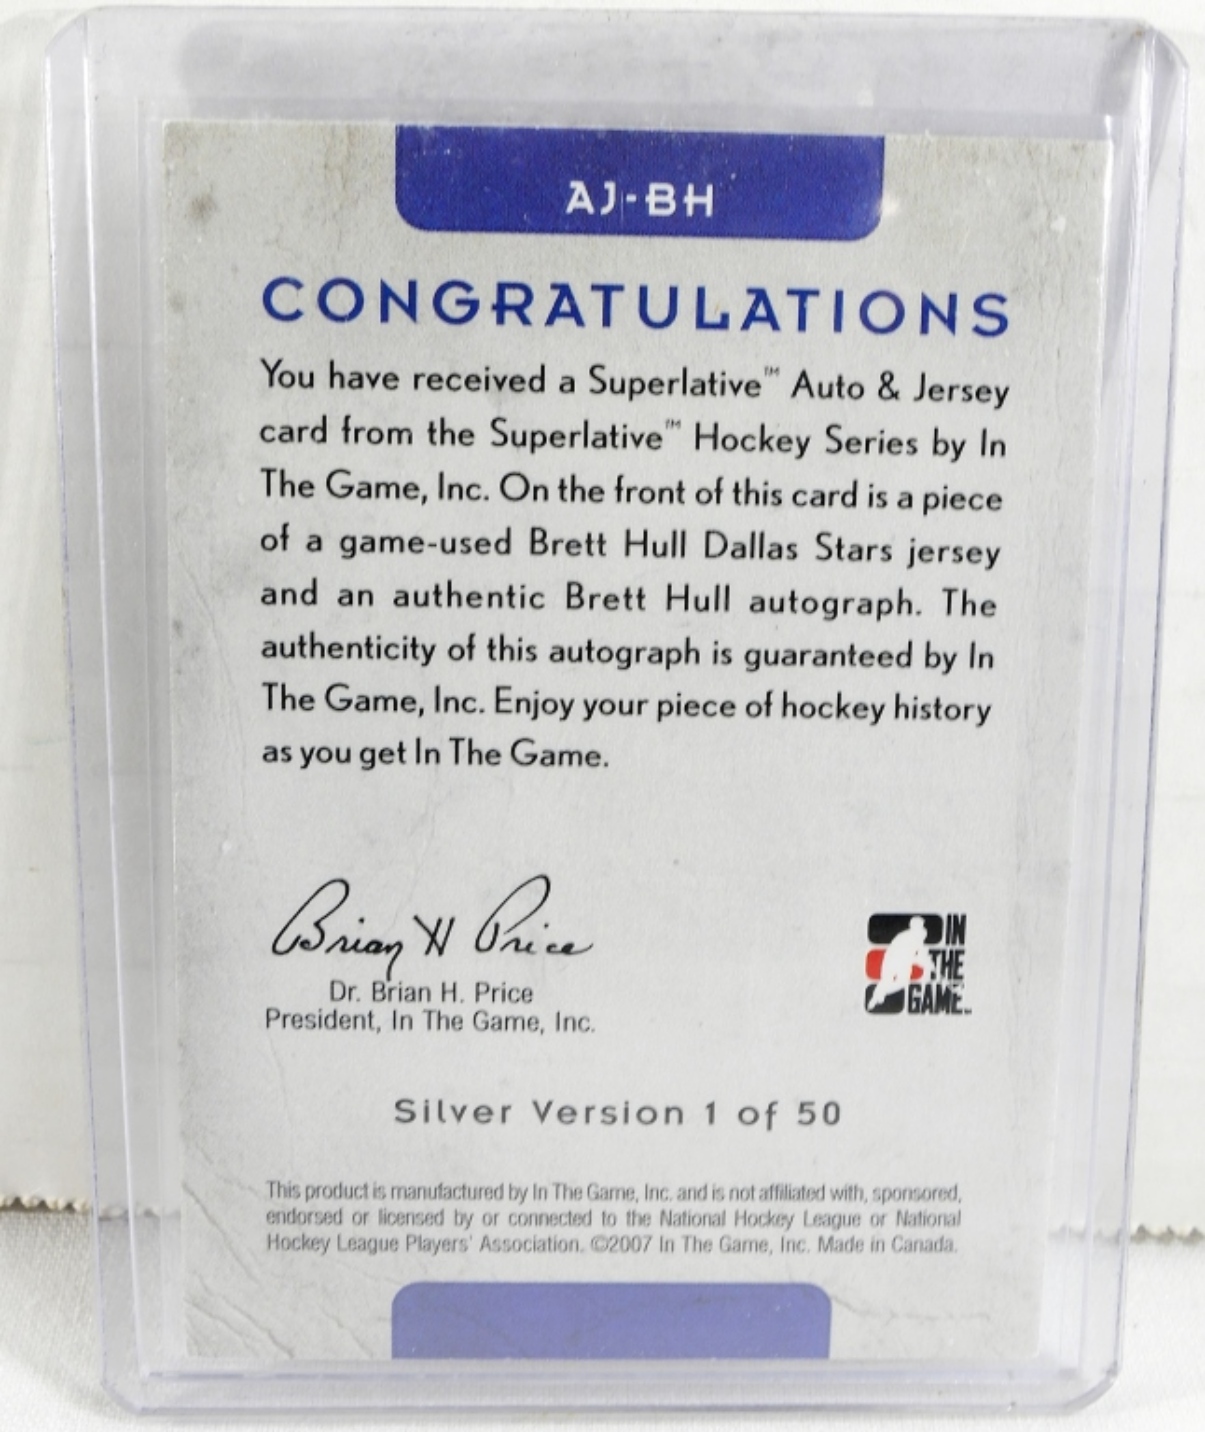 AJ-BH
CONGRATULATIONS
You have received a Superlative™ Auto & Jersey
card from the Superlative™ Hockey Series by In
The Game, Inc. On the front of this card is a piece
of a game-used Brett Hull Dallas Stars jersey
and an authentic Brett Hull autograph. The
authenticity of this autograph is guaranteed by In
The Game, Inc. Enjoy your piece of hockey history
as you get In The Game.
Brian H Price
Dr. Brian H. Price
President, In The Game, Inc.
IN
THE
GAME
Silver Version 1 of 50
This product is manufactured by In The Game, Inc. and is not affiliated with, sponsored,
endorsed or licensed by or connected to the National Hockey League or National
Hockey League Players' Association. ©2007 In The Game, Inc. Made in Canada.